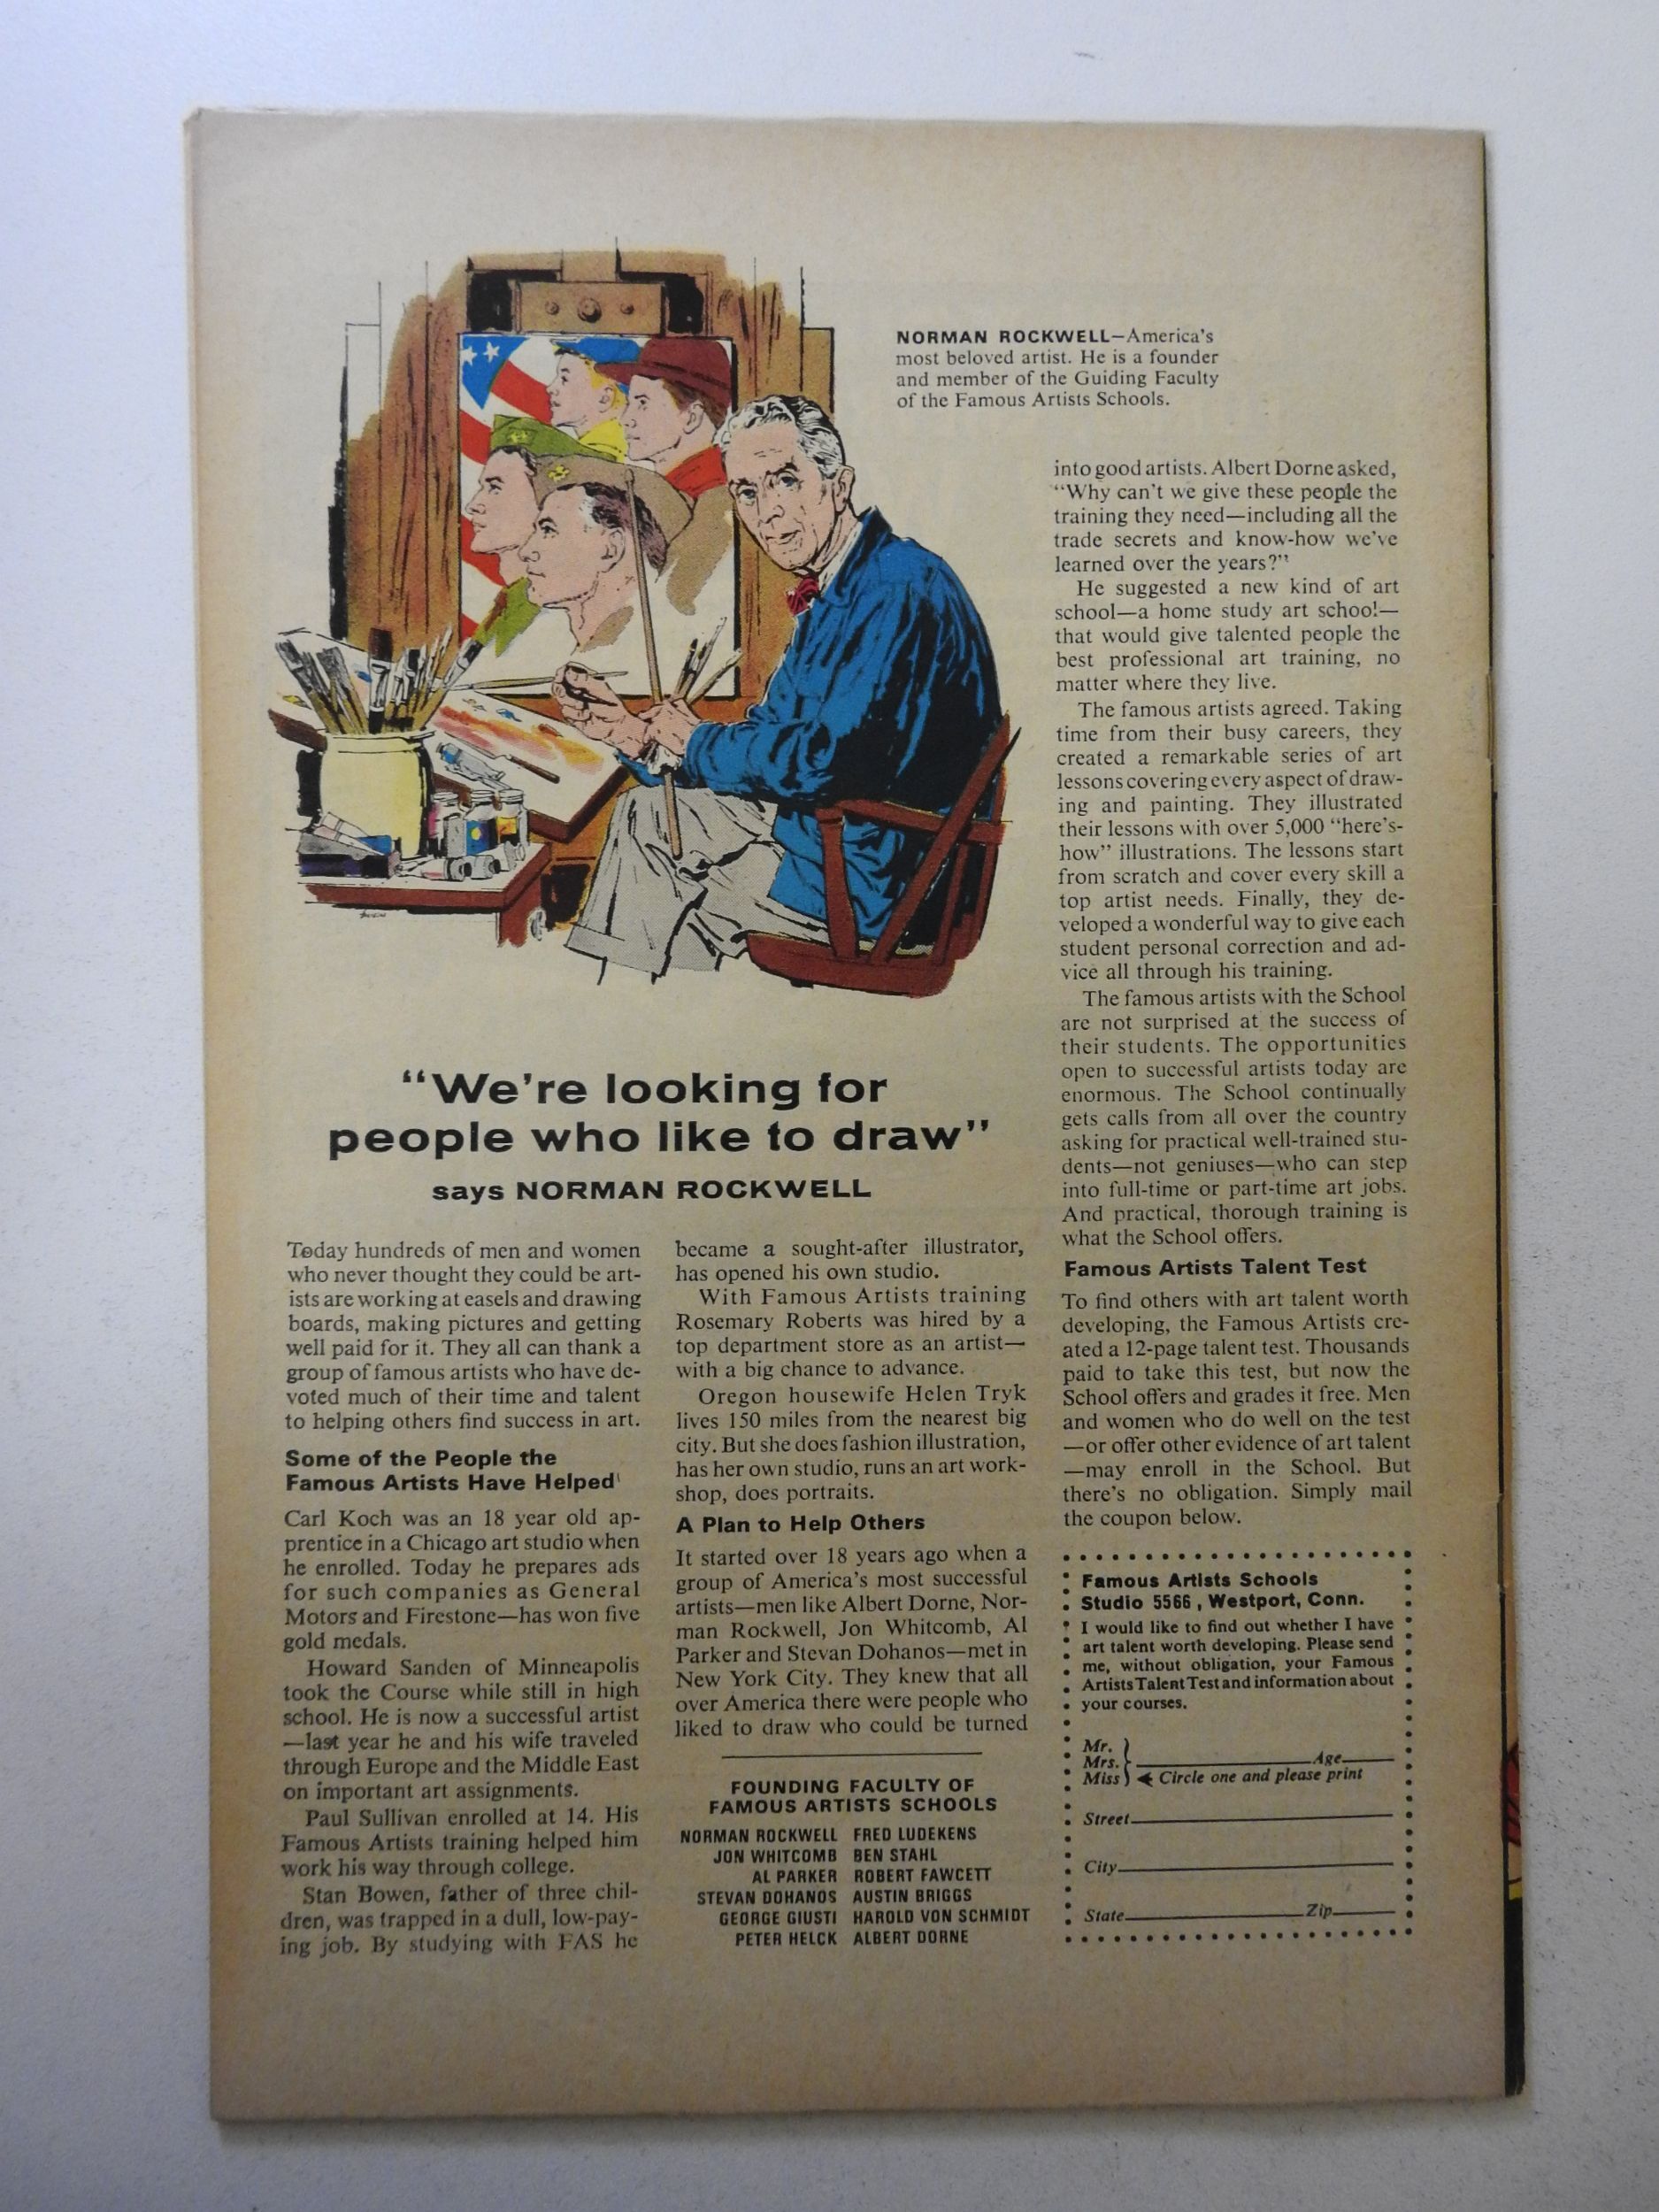 NORMAN ROCKWELL—America's
most beloved artist. He is a founder
and member of the Guiding Faculty
of the Famous Artists Schools.
"We're looking for
people who like to draw"
says NORMAN ROCKWELL
Today hundreds of men and women
who never thought they could be art-
ists are working at easels and drawing
boards, making pictures and getting
well paid for it. They all can thank a
group of famous artists who have de-
voted much of their time and talent
to helping others find success in art.
Some of the People the
Famous Artists Have Helped
Carl Koch was an 18 year old ap-
prentice in a Chicago art studio when
he enrolled. Today he prepares ads
for such companies as General
Motors and Firestone—has won five
gold medals.
Howard Sanden of Minneapolis
took the Course while still in high
school. He is now a successful artist
—last year he and his wife traveled
through Europe and the Middle East
on important art assignments.
Paul Sullivan enrolled at 14. His
Famous Artists training helped him
work his way through college.
Stan Bowen, father of three chil-
dren, was trapped in a dull, low-pay-
ing job. By studying with FAS he
became a sought-after illustrator,
has opened his own studio.
With Famous Artists training
Rosemary Roberts was hired by a
top department store as an artist—
with a big chance to advance.
Oregon housewife Helen Tryk
lives 150 miles from the nearest big
city. But she does fashion illustration,
has her own studio, runs an art work-
shop, does portraits.
A Plan to Help Others
It started over 18 years ago when a
group of America's most successful
artists—men like Albert Dorne, Nor-
man Rockwell, Jon Whitcomb, Al
Parker and Stevan Dohanos—met in
New York City. They knew that all
over America there were people who
liked to draw who could be turned
FOUNDING FACULTY OF
FAMOUS ARTISTS SCHOOLS
NORMAN ROCKWELL FRED LUDEKENS
JON WHITCOMB BEN STAHL
AL PARKER ROBERT FAWCETT
STEVAN DOHANOS AUSTIN BRIGGS
GEORGE GIUSTI HAROLD VON SCHMIDT
PETER HELCK ALBERT DORNE
into good artists. Albert Dorne asked,
"Why can't we give these people the
training they need—including all the
trade secrets and know-how we've
learned over the years?"
He suggested a new kind of art
school—a home study art school—
that would give talented people the
best professional art training, no
matter where they live.
The famous artists agreed. Taking
time from their busy careers, they
created a remarkable series of art
lessons covering every aspect of draw-
ing and painting. They illustrated
their lessons with over 5,000 "here's-
how" illustrations. The lessons start
from scratch and cover every skill a
top artist needs. Finally, they de-
veloped a wonderful way to give each
student personal correction and ad-
vice all through his training.
The famous artists with the School
are not surprised at the success of
their students. The opportunities
open to successful artists today are
enormous. The School continually
gets calls from all over the country
asking for practical well-trained stu-
dents—not geniuses—who can step
into full-time or part-time art jobs.
And practical, thorough training is
what the School offers.
Famous Artists Talent Test
To find others with art talent worth
developing, the Famous Artists cre-
ated a 12-page talent test. Thousands
paid to take this test, but now the
School offers and grades it free. Men
and women who do well on the test
—or offer other evidence of art talent
—may enroll in the School. But
there's no obligation. Simply mail
the coupon below.
Famous Artists Schools
Studio 5566, Westport, Conn.
I would like to find out whether I have
art talent worth developing. Please send
me, without obligation, your Famous
Artists Talent Test and information about
your courses.
Mr.
Mrs. Age
Miss Circle one and please print
Street
City
State Zip